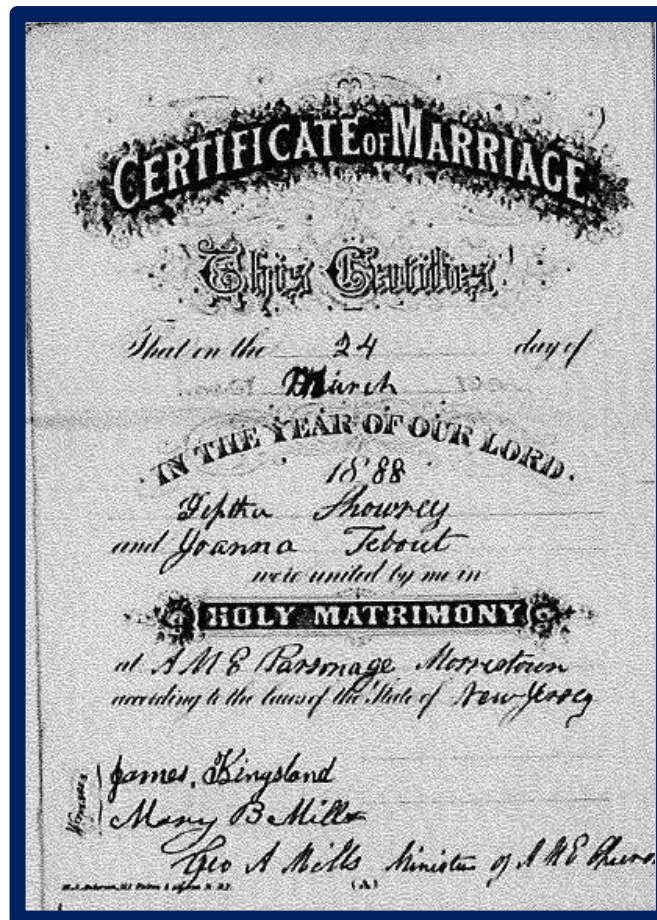 CERTIFICATE OF MARRIAGE
This Certifies
That on the 24 day of
March
IN THE YEAR OF OUR LORD.
1888
Jeptha Showrey
and Joanna Tebout
were united by me in
HOLY MATRIMONY
at A M E Parsonage Morristown
according to the laws of the State of New Jersey
Witnesses
James, Kingsland
Mary B Mills
Geo A Mills Minister of A M E
(A)